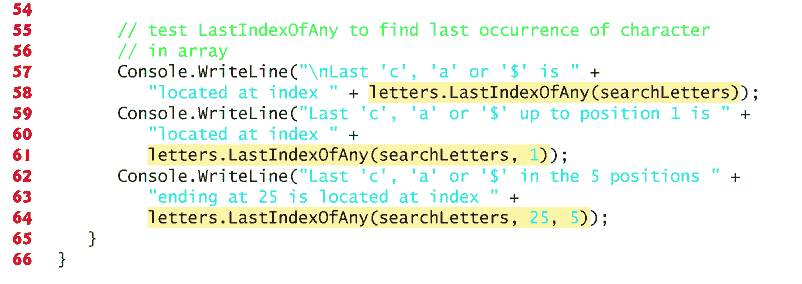 54
55 // test LastIndexOfAny to find last occurrence of character
56 // in array
57 Console.WriteLine("\nLast 'c', 'a' or '$' is " +
58 "located at index " + letters.LastIndexOfAny(searchLetters));
59 Console.WriteLine("Last 'c', 'a' or '$' up to position 1 is " +
60 "located at index " +
61 letters.LastIndexOfAny(searchLetters, 1));
62 Console.WriteLine("Last 'c', 'a' or '$' in the 5 positions " +
63 "ending at 25 is located at index " +
64 letters.LastIndexOfAny(searchLetters, 25, 5));
65 }
66 }